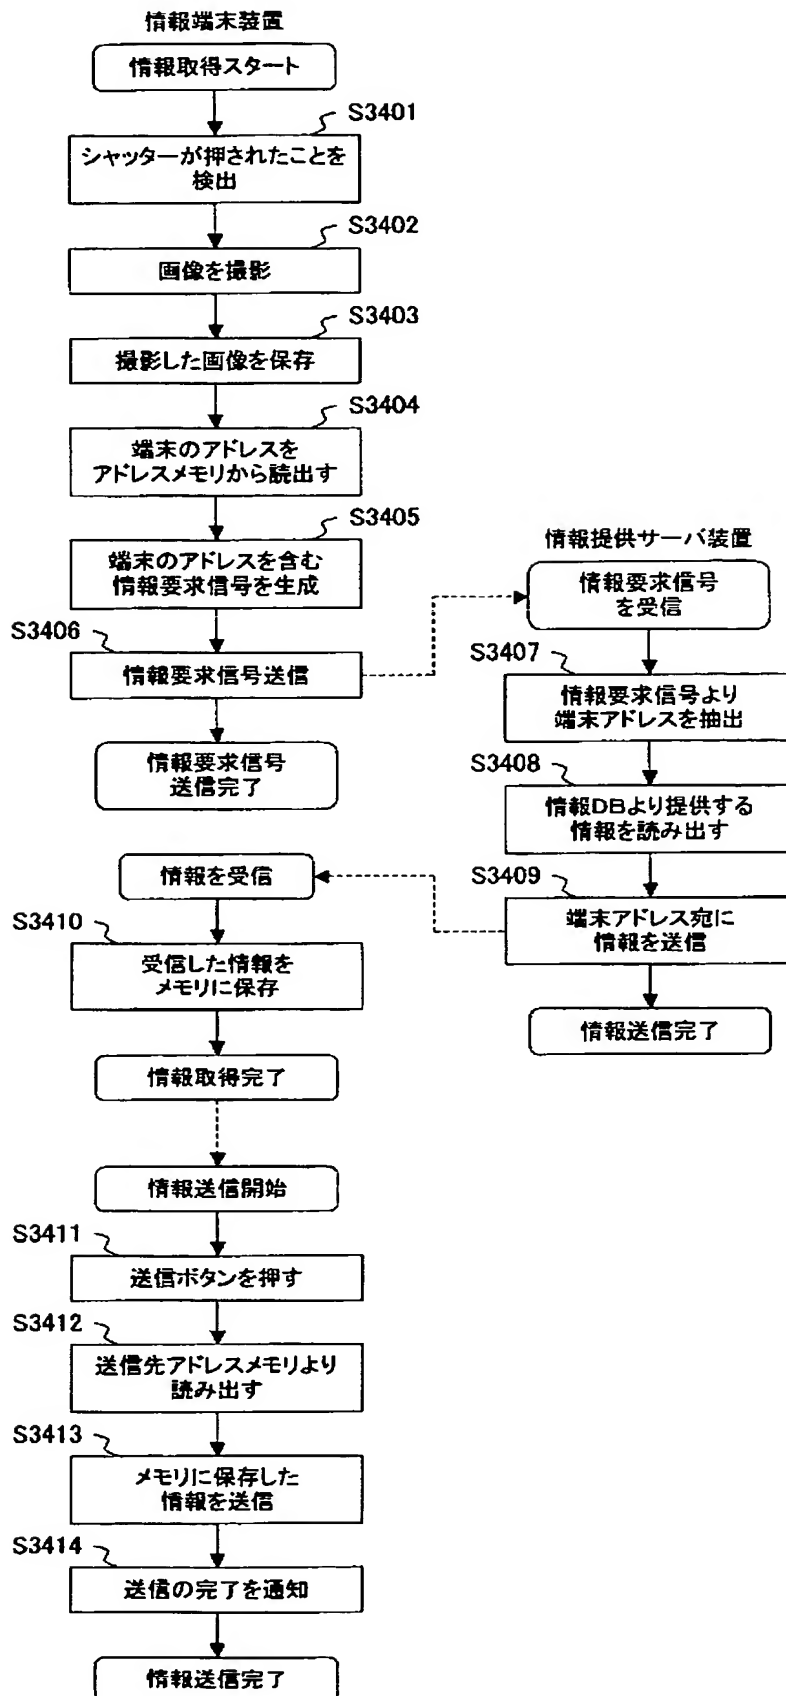 情報端末装置
情報取得スタート
S3401
シャッターが押されたことを
検出
S3402
画像を撮影
S3403
撮影した画像を保存
S3404
端末のアドレスを
アドレスメモリから読出す
S3405
端末のアドレスを含む
情報要求信号を生成
S3406
情報要求信号送信
情報要求信号
送信完了
情報提供サーバ装置
情報要求信号
を受信
S3407
情報要求信号より
端末アドレスを抽出
S3408
情報DBより提供する
情報を読み出す
S3409
端末アドレス宛に
情報を送信
情報送信完了
情報を受信
S3410
受信した情報を
メモリに保存
情報取得完了
情報送信開始
S3411
送信ボタンを押す
S3412
送信先アドレスメモリより
読み出す
S3413
メモリに保存した
情報を送信
S3414
送信の完了を通知
情報送信完了